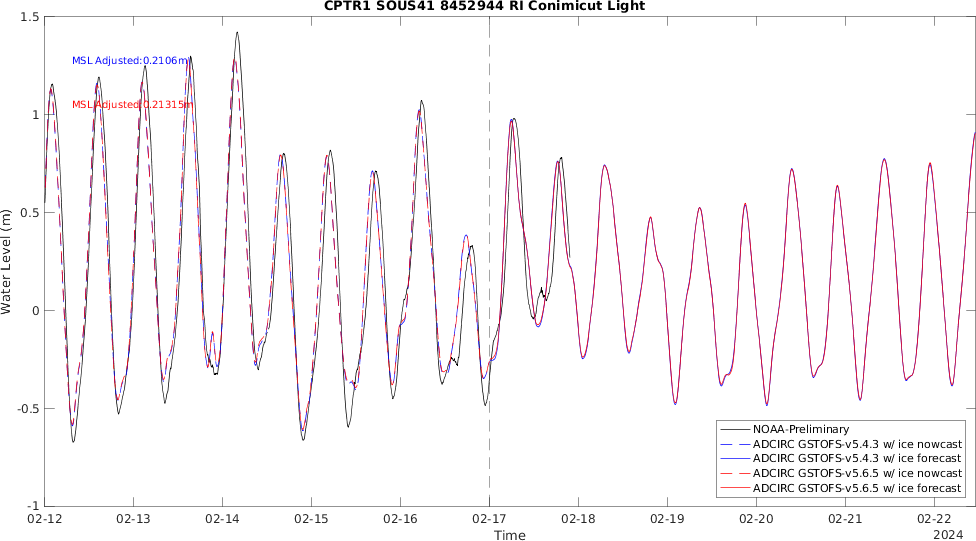 CPTR1 SOUS41 8452944 RI Conimicut Light
1.5
MSL Adjusted:0.2106m
MSL Adjusted:0.21315m
1
0.5
0
-0.5
-1
Water Level (m)
NOAA-Preliminary
ADCIRC GSTOFS-v5.4.3 w/ ice nowcast
ADCIRC GSTOFS-v5.4.3 w/ ice forecast
ADCIRC GSTOFS-v5.6.5 w/ ice nowcast
ADCIRC GSTOFS-v5.6.5 w/ ice forecast
02-12 02-13 02-14 02-15 02-16 02-17 02-18 02-19 02-20 02-21 02-22
Time
2024